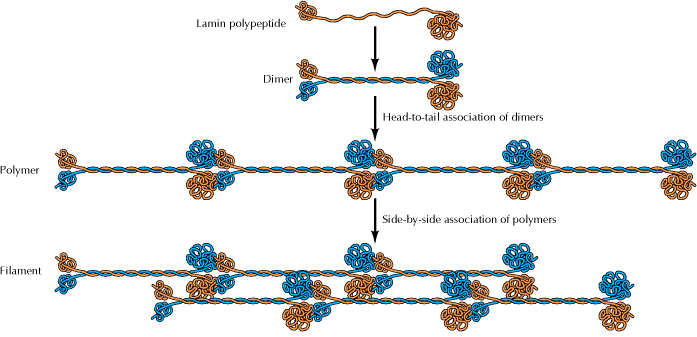 Lamin polypeptide
Dimer
Head-to-tail association of dimers
Polymer
Side-by-side association of polymers
Filament